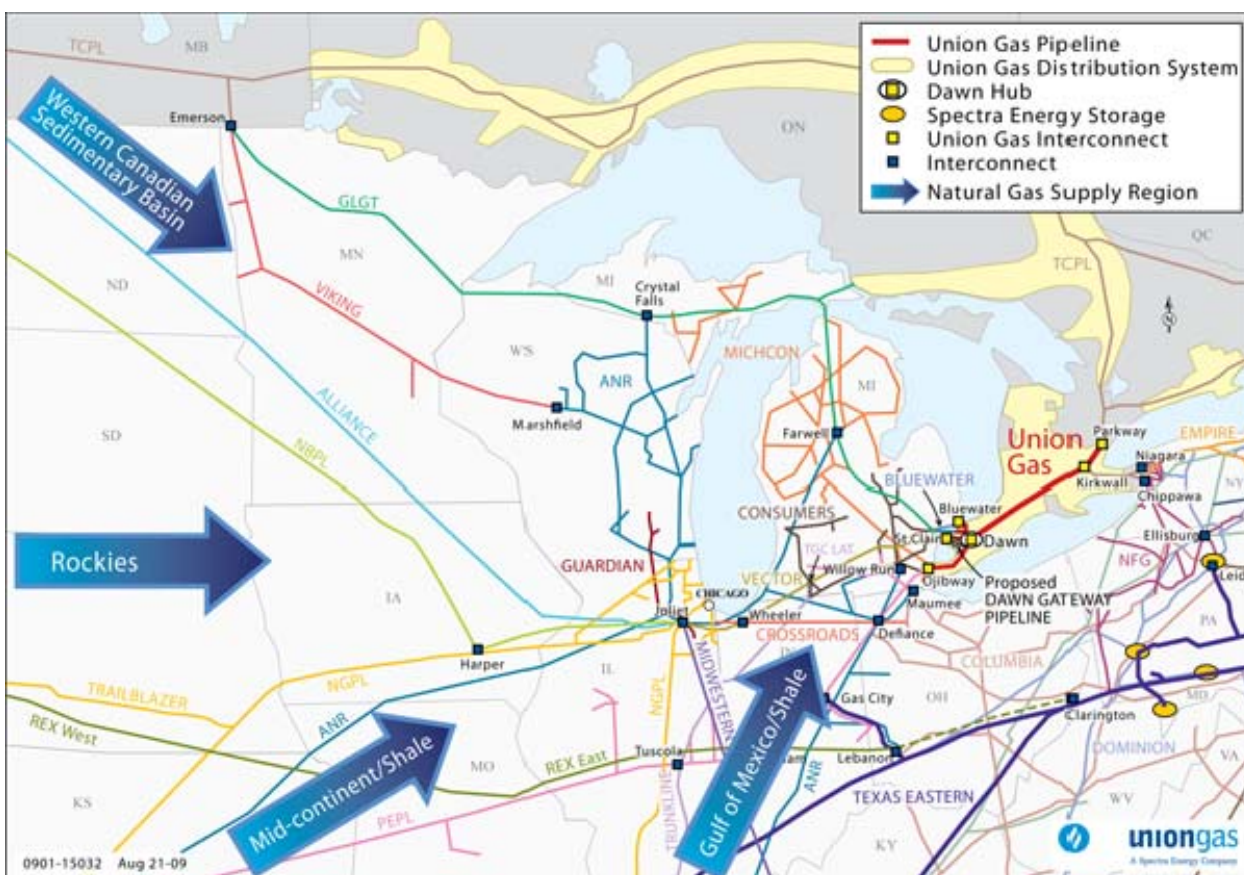 TCPL
MB
Union Gas Pipeline
Union Gas Distribution System
Dawn Hub
Spectra Energy Storage
Union Gas Interconnect
Interconnect
Natural Gas Supply Region
Western Canadian
Sedimentary Basin
Emerson
ON
GLGT
MN
QC
TCPL
ND
VIKING
MI
Crystal
Falls
WS
MICHCON
ANR
MI
ALLIANCE
Marshfield
Farwell
Union
Gas
Parkway
EMPIRE
SD
NBPL
Niagara
Kirkwall
NY
BLUEWATER
Chippawa
Bluewater
CONSUMERS
Ellisburg
St.Clair
Dawn
TGC LAT.
Rockies
GUARDIAN
VECTOR
Willow Run
Ojibway
NFG
Leid
Proposed
DAWN GATEWAY
PIPELINE
Maumee
CHICAGO
IA
Joliet
Wheeler
PA
CROSSROADS
Defiance
Harper
IL
IN
MIDWESTERN
COLUMBIA
NGPL
TRAILBLAZER
NGPL
Gas City
OH
MD
ANR
Clarington
REX West
Gulf of Mexico/Shale
Mid-continent/Shale
MO
REX East
Tuscola
am
Lebanon
DOMINION
VA
ANR
KS
TRUNKLINE
TEXAS EASTERN
WV
PEPL
KY
0901-15032 Aug 21-09
uniongas
A Spectra Energy Company